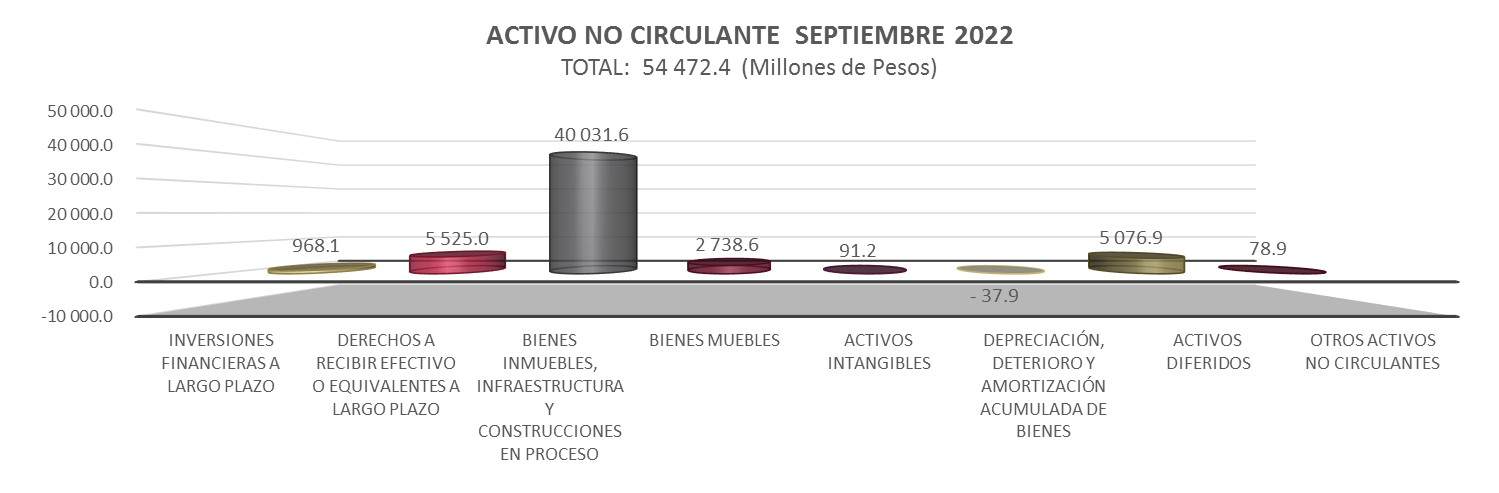 ACTIVO NO CIRCULANTE  SEPTIEMBRE 2022
TOTAL:  54 472.4  (Millones de Pesos)
50 000.0
40 000.0
30 000.0
20 000.0
10 000.0
0.0
-10 000.0
968.1
5 525.0
40 031.6
2 738.6
91.2
- 37.9
5 076.9
78.9
INVERSIONES
FINANCIERAS A
LARGO PLAZO
DERECHOS A
RECIBIR EFECTIVO
O EQUIVALENTES A
LARGO PLAZO
BIENES
INMUEBLES,
INFRAESTRUCTURA
Y
CONSTRUCCIONES
EN PROCESO
BIENES MUEBLES
ACTIVOS
INTANGIBLES
DEPRECIACIÓN,
DETERIORO Y
AMORTIZACIÓN
ACUMULADA DE
BIENES
ACTIVOS
DIFERIDOS
OTROS ACTIVOS
NO CIRCULANTES